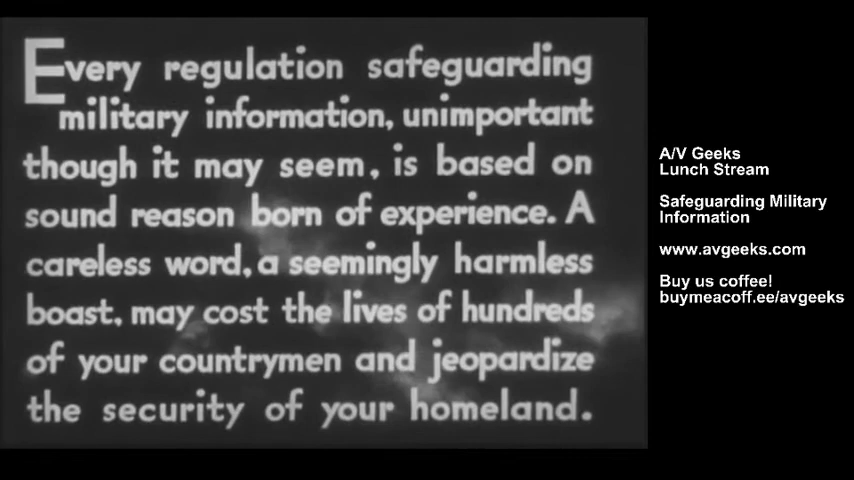 Every regulation safeguarding
military information, unimportant
though it may seem, is based on
sound reason born of experience. A
careless word, a seemingly harmless
boast, may cost the lives of hundreds
of your countrymen and jeopardize
the security of your homeland.
A/V Geeks
Lunch Stream
Safeguarding Military
Information
www.avgeeks.com
Buy us coffee!
buymeacoff.ee/avgeeks